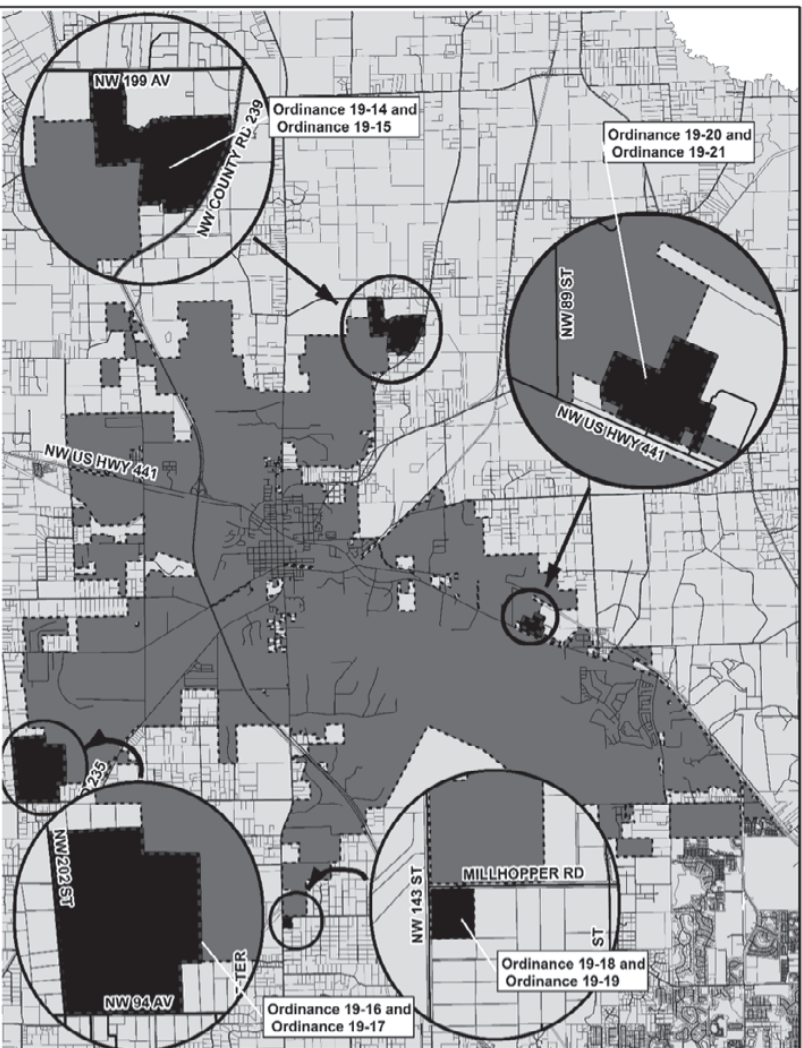 NW 199 AV
NW COUNTY RD 239
Ordinance 19-14 and
Ordinance 19-15
Ordinance 19-20 and
Ordinance 19-21
NW 89 ST
NW US HWY 441
NW US HWY 441
235
NW 202 ST
NW 94 AV
TER
Ordinance 19-16 and
Ordinance 19-17
NW 143 ST
MILLHOPPER RD
ST
Ordinance 19-18 and
Ordinance 19-19